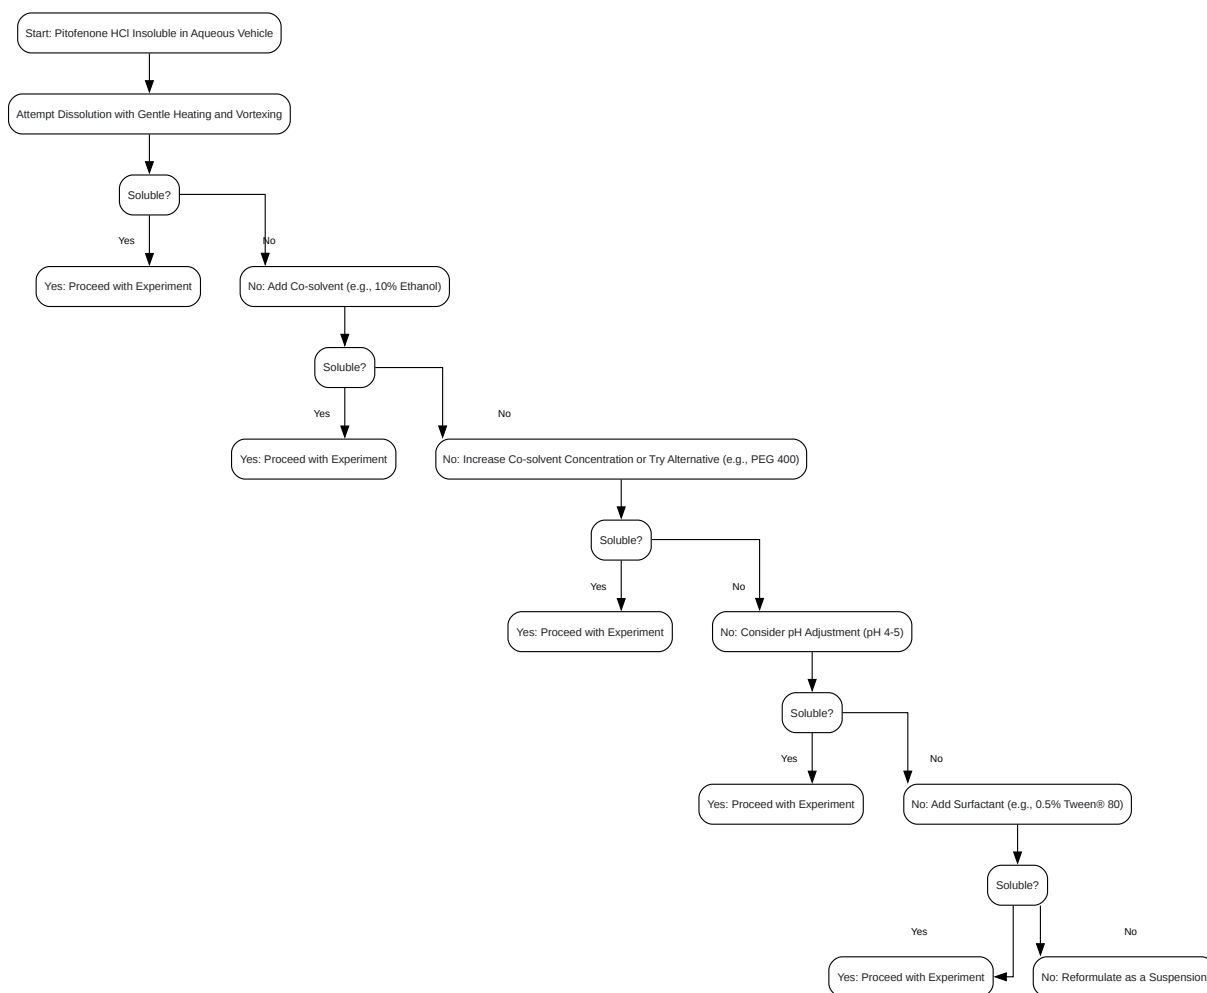 Start: Pitofenone HCl Insoluble in Aqueous Vehicle
Attempt Dissolution with Gentle Heating and Vortexing
Soluble?
Yes
No
Yes: Proceed with Experiment
No: Add Co-solvent (e.g., 10% Ethanol)
Soluble?
Yes
No
Yes: Proceed with Experiment
No: Increase Co-solvent Concentration or Try Alternative (e.g., PEG 400)
Soluble?
Yes
No
Yes: Proceed with Experiment
No: Consider pH Adjustment (pH 4-5)
Soluble?
Yes
No
Yes: Proceed with Experiment
No: Add Surfactant (e.g., 0.5% Tween® 80)
Soluble?
Yes
No
Yes: Proceed with Experiment
No: Reformulate as a Suspension